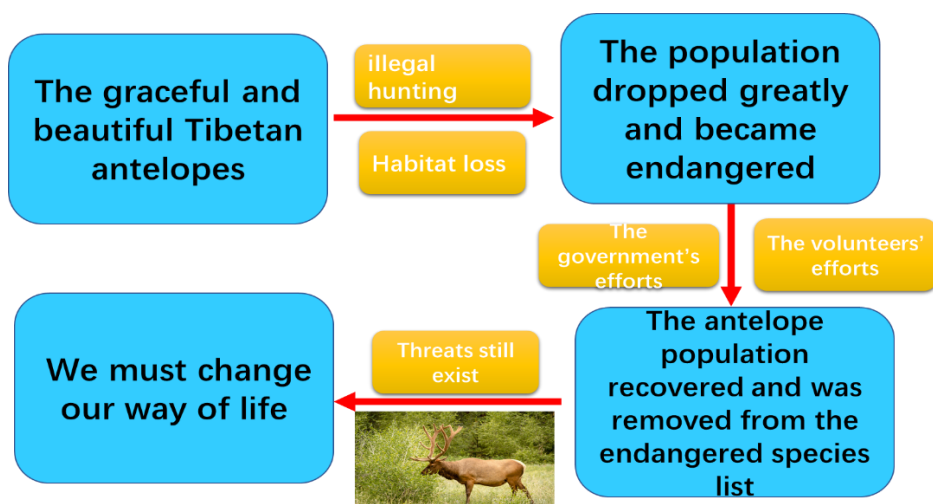 The graceful and
beautiful Tibetan
antelopes
illegal
hunting
Habitat loss
The population
dropped greatly
and became
endangered
The
government's
efforts
The volunteers'
efforts
The antelope
population
recovered and was
removed from the
endangered species
list
Threats still
exist
We must change
our way of life